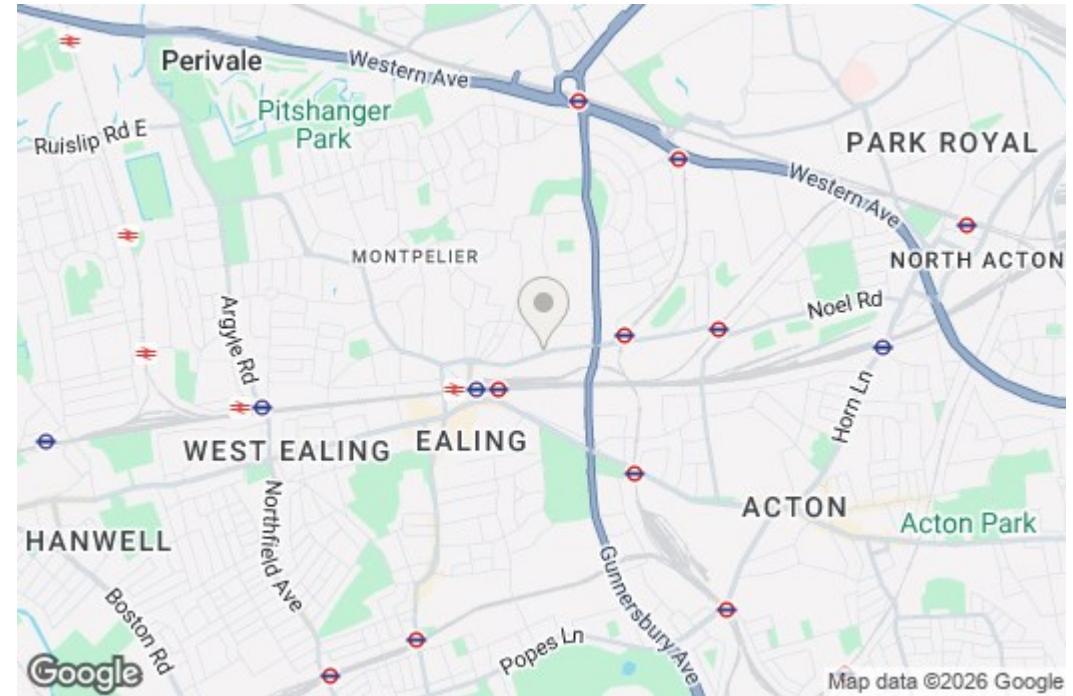 Perivale
Western Ave
Pitshanger
Park
Ruislip Rd E
PARK ROYAL
Western Ave
MONTPELIER
NORTH ACTON
Argyle Rd
Noel Rd
Horn Ln
WEST EALING
EALING
ACTON
Acton Park
HANWELL
Northfield Ave
Gunnersbury Ave
Boston Rd
Popes Ln
Google
Map data ©2026 Google